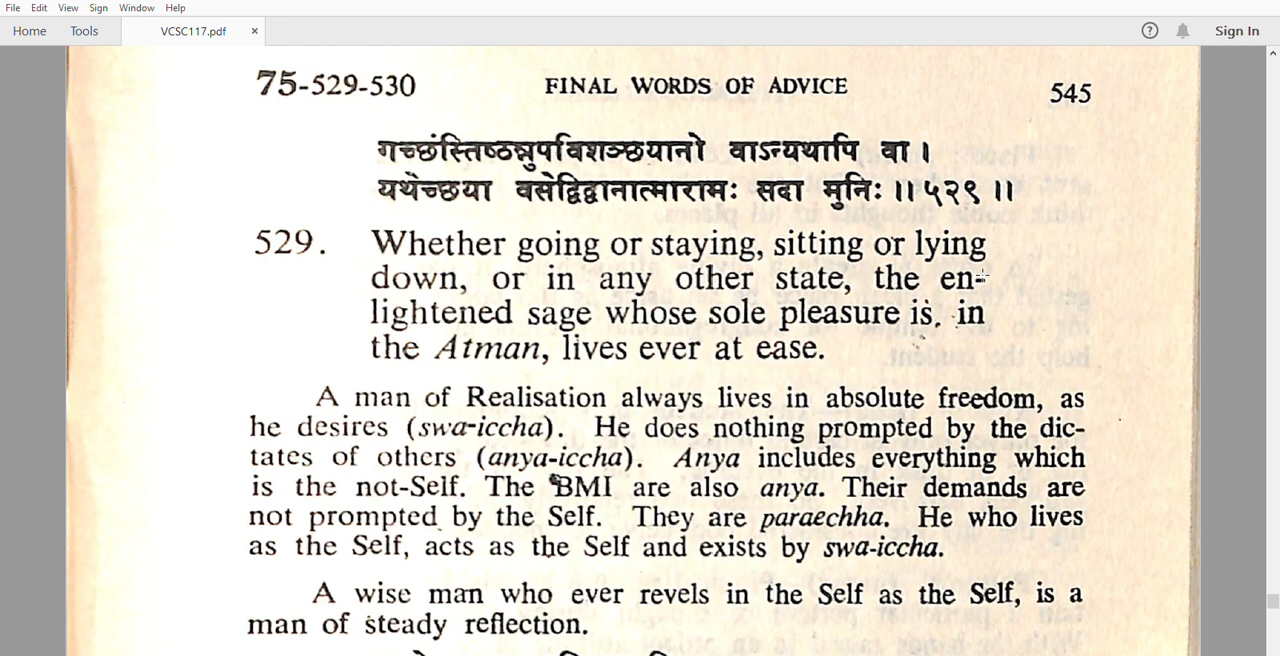 File Edit View Sign Window Help
Home Tools VCSC117.pdf × ? Sign In
75-529-530 FINAL WORDS OF ADVICE 545
गच्छंस्तिष्ठन्नुपविशञ्छयानो वाऽन्यथापि वा ।
यथेच्छया वसेद्विद्वानात्मारामः सदा मुनिः ।। ५२९ ।।
529. Whether going or staying, sitting or lying
down, or in any other state, the en-
lightened sage whose sole pleasure is, in
the Atman, lives ever at ease.
A man of Realisation always lives in absolute freedom, as
he desires (swa-iccha). He does nothing prompted by the dic-
tates of others (anya-iccha). Anya includes everything which
is the not-Self. The BMI are also anya. Their demands are
not prompted by the Self. They are paraechha. He who lives
as the Self, acts as the Self and exists by swa-iccha.
A wise man who ever revels in the Self as the Self, is a
man of steady reflection.